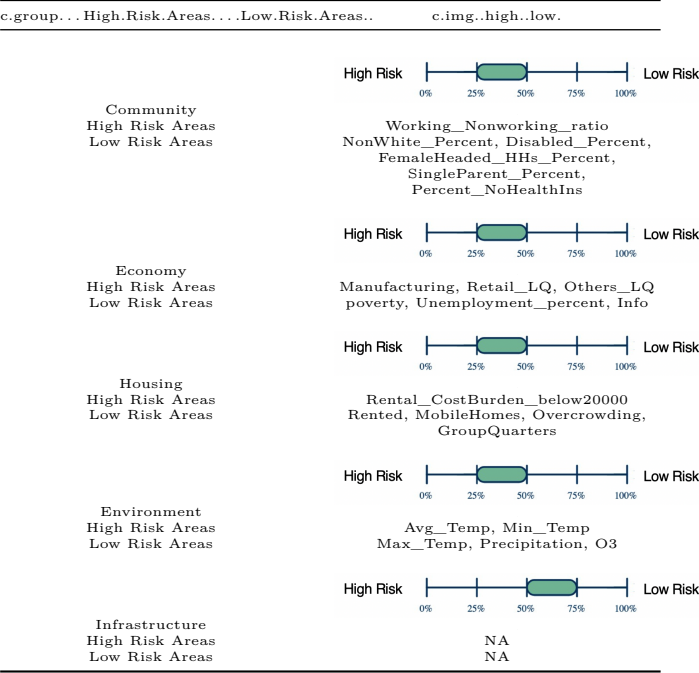 c.group... High.Risk.Areas....Low.Risk.Areas.. c.img..high..low.
High Risk Low Risk
0% 25% 50% 75% 100%
Community
High Risk Areas Working_Nonworking_ratio
Low Risk Areas NonWhite_Percent, Disabled_Percent,
FemaleHeaded_HHs_Percent,
SingleParent_Percent,
Percent_NoHealthIns
High Risk Low Risk
0% 25% 50% 75% 100%
Economy
High Risk Areas Manufacturing, Retail_LQ, Others_LQ
Low Risk Areas poverty, Unemployment_percent, Info
High Risk Low Risk
0% 25% 50% 75% 100%
Housing
High Risk Areas Rental_CostBurden_below20000
Low Risk Areas Rented, MobileHomes, Overcrowding,
GroupQuarters
High Risk Low Risk
0% 25% 50% 75% 100%
Environment
High Risk Areas Avg_Temp, Min_Temp
Low Risk Areas Max_Temp, Precipitation, O3
High Risk Low Risk
0% 25% 50% 75% 100%
Infrastructure
High Risk Areas NA
Low Risk Areas NA